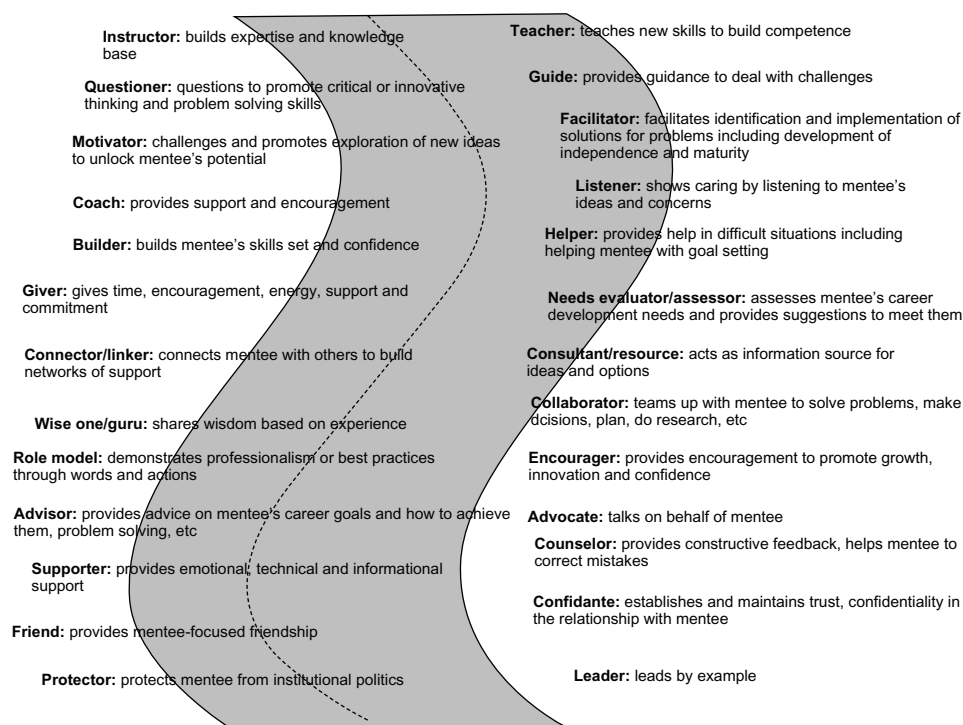 Instructor: builds expertise and knowledge
base
Questioner: questions to promote critical or innovative
thinking and problem solving skills
Motivator: challenges and promotes exploration of new ideas
to unlock mentee's potential
Coach: provides support and encouragement
Builder: builds mentee's skills set and confidence
Giver: gives time, encouragement, energy, support and
commitment
Connector/linker: connects mentee with others to build
networks of support
Wise one/guru: shares wisdom based on experience
Role model: demonstrates professionalism or best practices
through words and actions
Advisor: provides advice on mentee's career goals and how to achieve
them, problem solving, etc
Supporter: provides emotional, technical and informational
support
Friend: provides mentee-focused friendship
Protector: protects mentee from institutional politics
Teacher: teaches new skills to build competence
Guide: provides guidance to deal with challenges
Facilitator: facilitates identification and implementation of
solutions for problems including development of
independence and maturity
Listener: shows caring by listening to mentee's
ideas and concerns
Helper: provides help in difficult situations including
helping mentee with goal setting
Needs evaluator/assessor: assesses mentee's career
development needs and provides suggestions to meet them
Consultant/resource: acts as information source for
ideas and options
Collaborator: teams up with mentee to solve problems, make
dcisions, plan, do research, etc
Encourager: provides encouragement to promote growth,
innovation and confidence
Advocate: talks on behalf of mentee
Counselor: provides constructive feedback, helps mentee to
correct mistakes
Confidante: establishes and maintains trust, confidentiality in
the relationship with mentee
Leader: leads by example